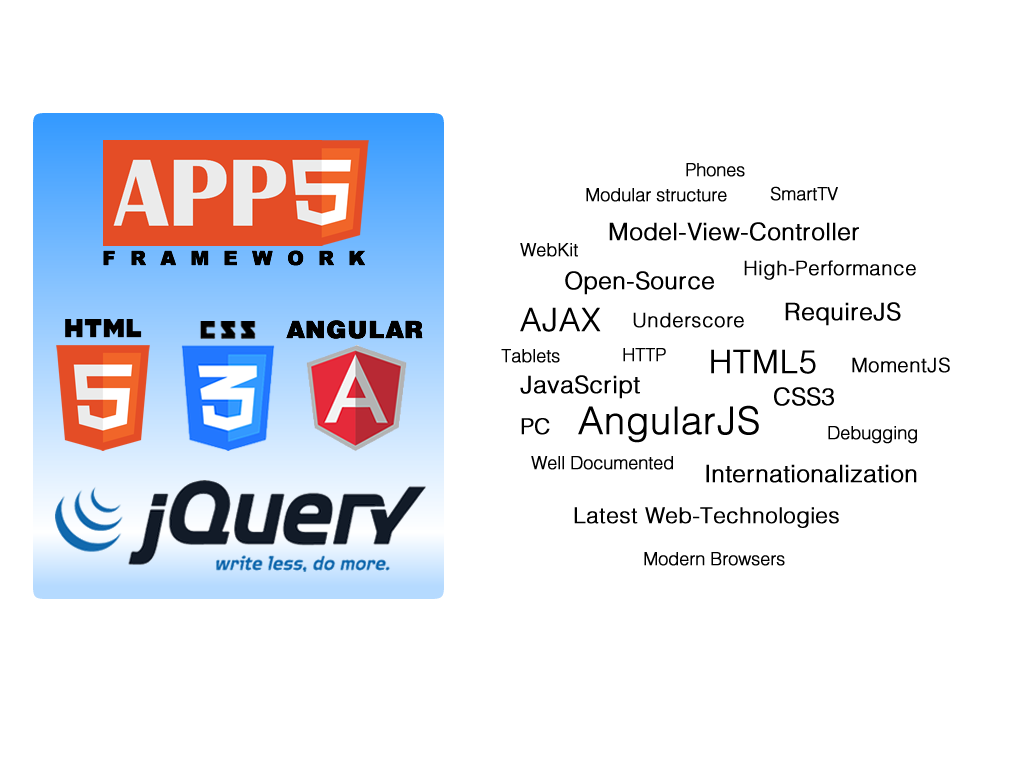 APP5
FRAMEWORK
HTML CSS ANGULAR
5 3 A
jQuery
write less, do more.
Phones
Modular structure SmartTV
Model-View-Controller
WebKit
High-Performance
Open-Source
RequireJS
AJAX Underscore
Tablets HTTP HTML5 MomentJS
JavaScript CSS3
PC AngularJS Debugging
Well Documented Internationalization
Latest Web-Technologies
Modern Browsers